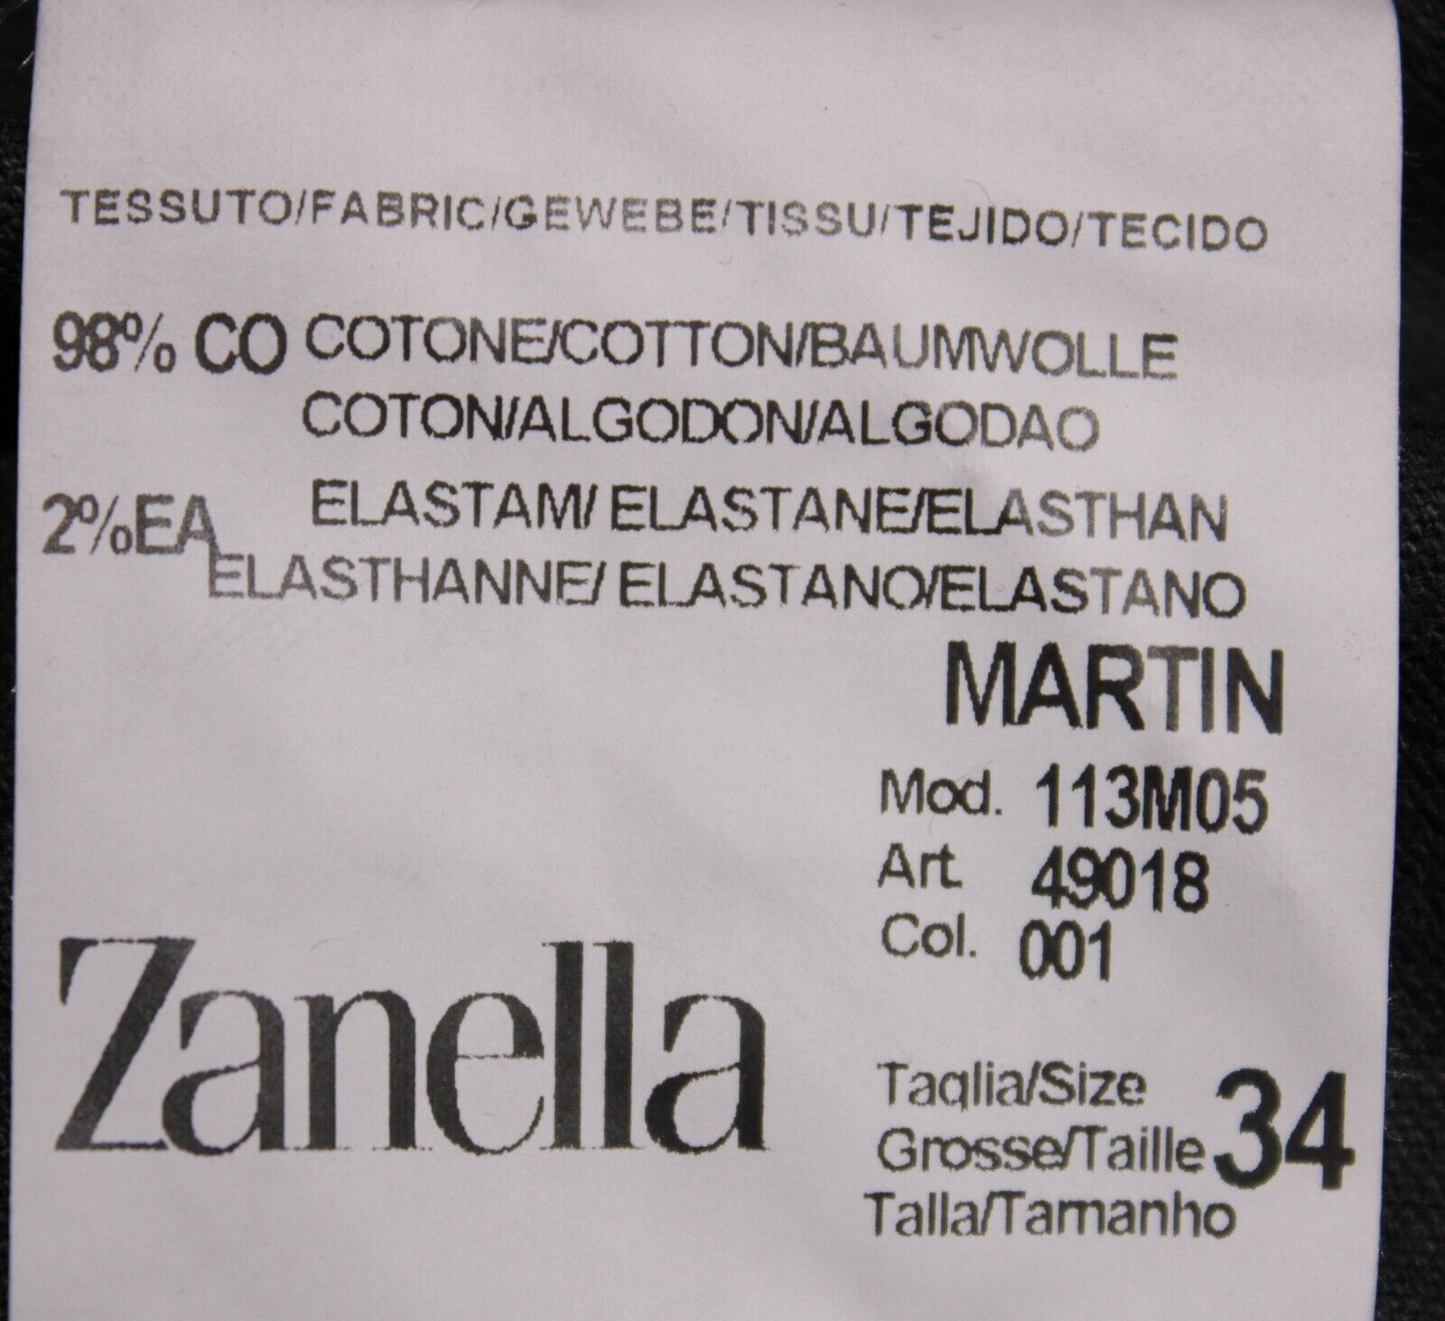 TESSUTO/FABRIC/GEWEBE/TISSU/TEJIDO/TECIDO
98% CO COTONE/COTTON/BAUMWOLLE
COTON/ALGODON/ALGODAO
2%EA ELASTAM/ ELASTANE/ELASTHAN
ELASTHANNE/ ELASTANO/ELASTANO
MARTIN
Mod. 113M05
Art. 49018
Col. 001
Zanella
Taglia/Size
Grosse/Taille 34
Talla/Tamanho